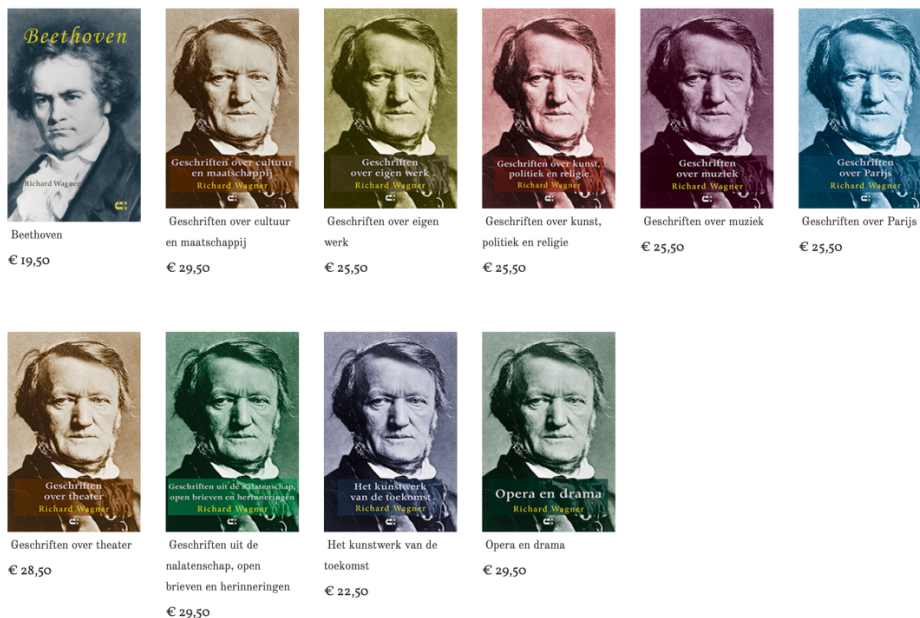 Beethoven
Richard Wagner
Geschriften over cultuur
en maatschappij
Richard Wagner
Geschriften
over eigen werk
Richard Wagner
Geschriften over kunst,
politiek en religie
Richard Wagner
Geschriften
over muziek
Richard Wagner
Geschriften
over Parijs
Richard Wagner
Beethoven
€ 19,50
Geschriften over cultuur
en maatschappij
€ 29,50
Geschriften over eigen
werk
€ 25,50
Geschriften over kunst,
politiek en religie
€ 25,50
Geschriften over muziek
€ 25,50
Geschriften over Parijs
€ 25,50
Geschriften
over theater
Richard Wagner
Geschriften uit de nalatenschap,
open brieven en herinneringen
Richard Wagner
Het kunstwerk
van de toekomst
Richard Wagner
Opera en drama
Richard Wagner
Geschriften over theater
€ 28,50
Geschriften uit de
nalatenschap, open
brieven en herinneringen
€ 29,50
Het kunstwerk van de
toekomst
€ 22,50
Opera en drama
€ 29,50